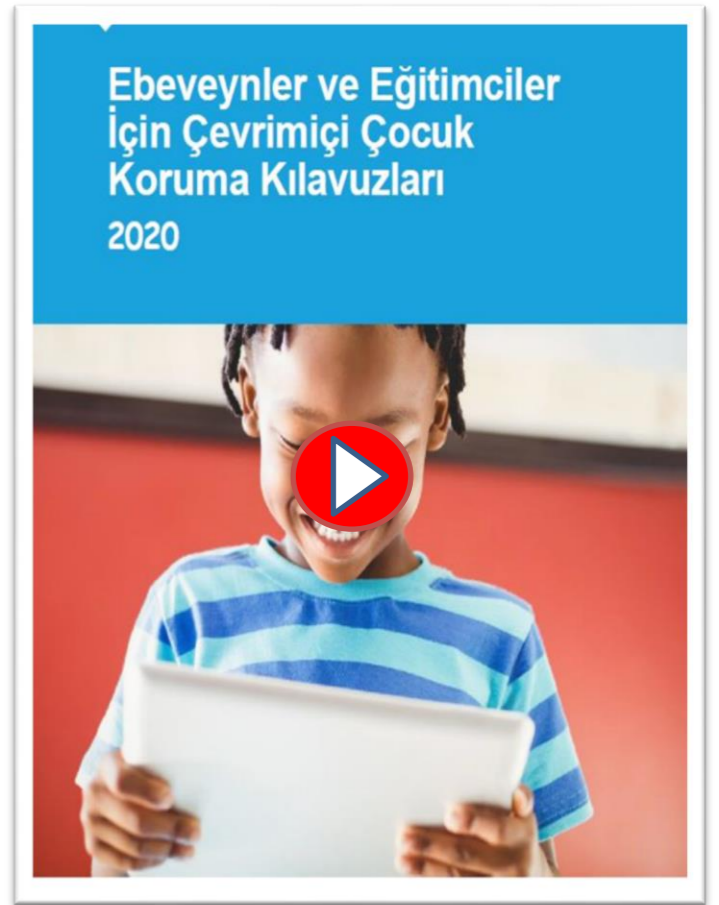 Ebeveynler ve Eğitimciler
İçin Çevrimiçi Çocuk
Koruma Kılavuzları
2020